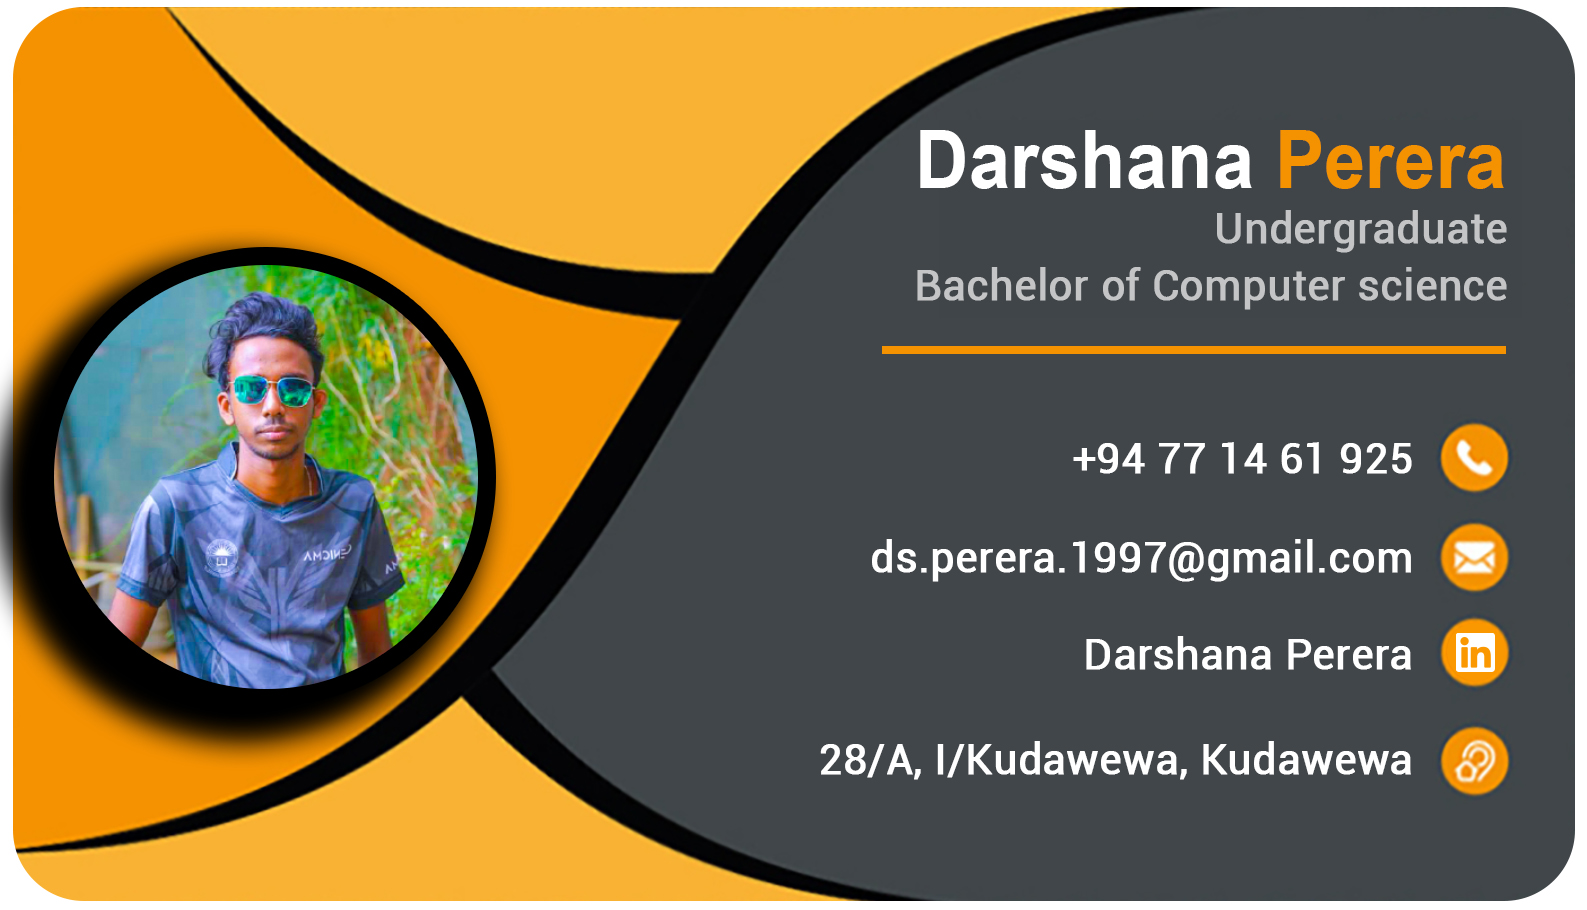 Darshana Perera
Undergraduate
Bachelor of Computer science
+94 77 14 61 925
ds.perera.1997@gmail.com
Darshana Perera
28/A, I/Kudawewa, Kudawewa
ENIGMA